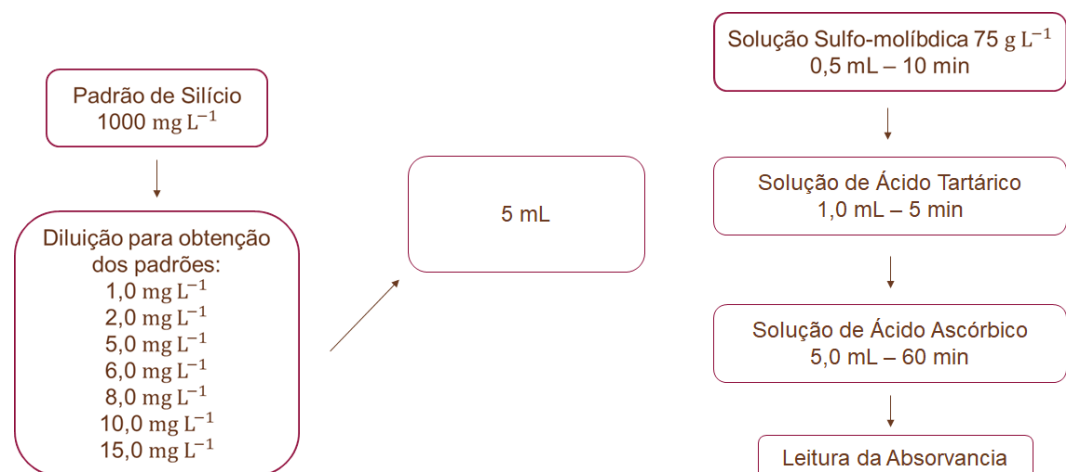 Padrão de Silício
1000 mg L⁻¹
Diluição para obtenção
dos padrões:
1,0 mg L⁻¹
2,0 mg L⁻¹
5,0 mg L⁻¹
6,0 mg L⁻¹
8,0 mg L⁻¹
10,0 mg L⁻¹
15,0 mg L⁻¹
5 mL
Solução Sulfo-molíbdica 75 g L⁻¹
0,5 mL – 10 min
Solução de Ácido Tartárico
1,0 mL – 5 min
Solução de Ácido Ascórbico
5,0 mL – 60 min
Leitura da Absorvancia